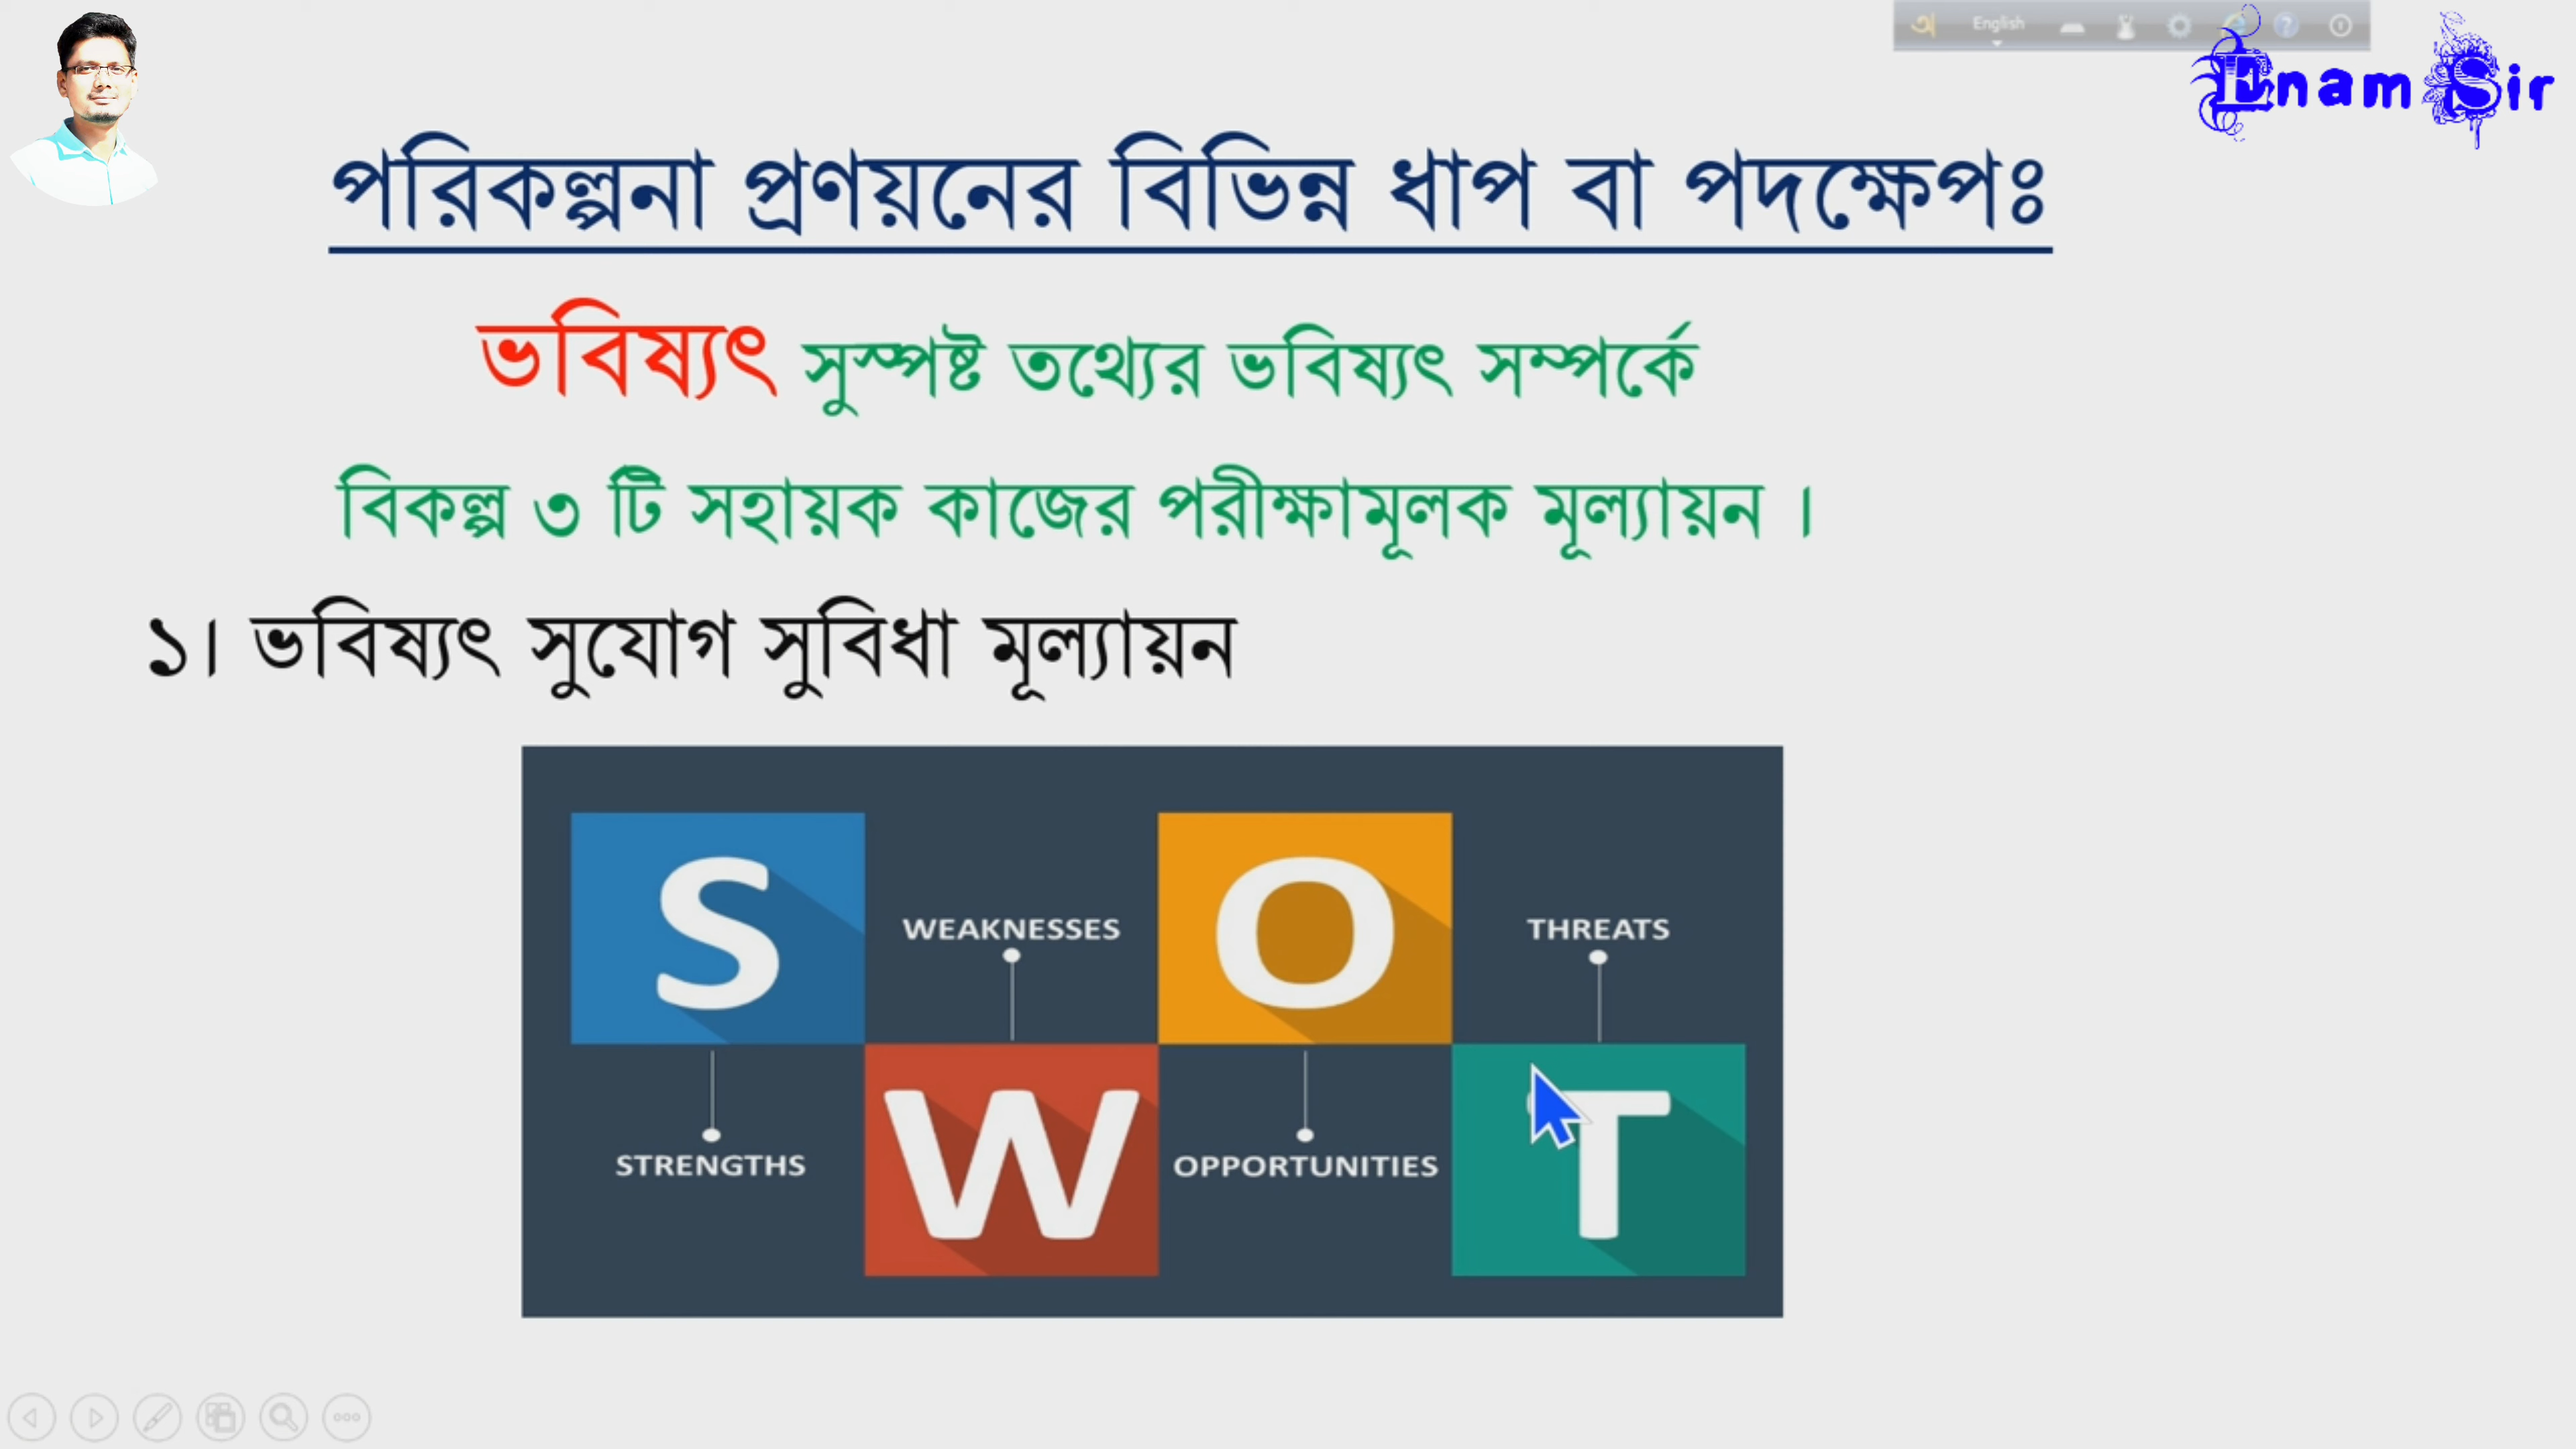 English
Enam Sir
পরিকল্পনা প্রণয়নের বিভিন্ন ধাপ বা পদক্ষেপঃ
ভবিষ্যৎ সুস্পষ্ট তথ্যের ভবিষ্যৎ সম্পর্কে
বিকল্প ৩ টি সহায়ক কাজের পরীক্ষামূলক মূল্যায়ন ।
১। ভবিষ্যৎ সুযোগ সুবিধা মূল্যায়ন
S
WEAKNESSES
O
THREATS
STRENGTHS
W
OPPORTUNITIES
T